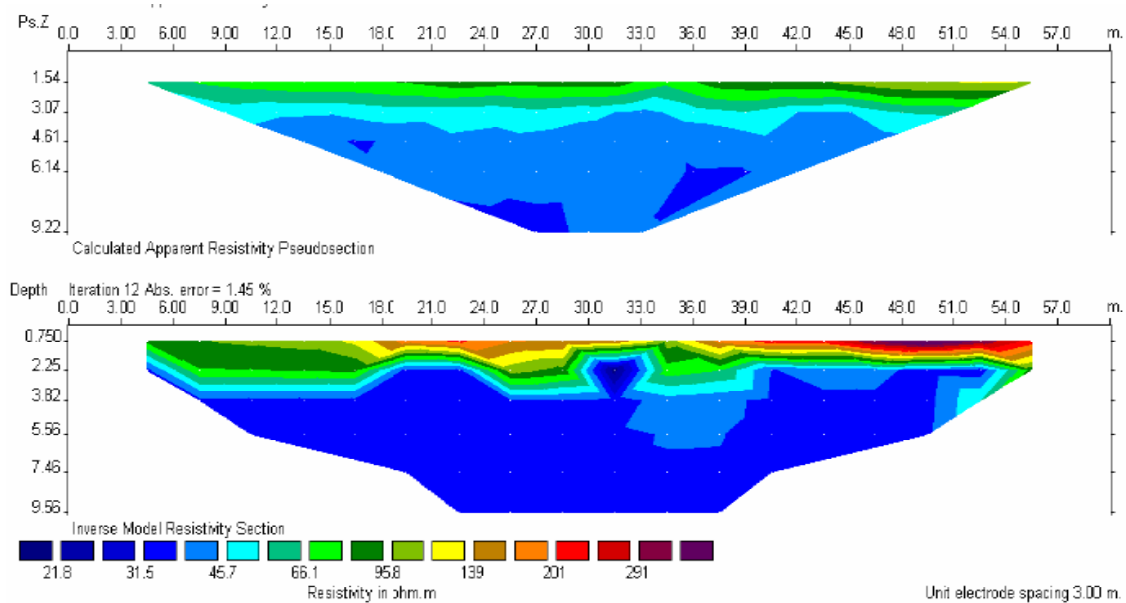 Ps.Z 0.0 3.00 6.00 9.00 12.0 15.0 18.0 21.0 24.0 27.0 30.0 33.0 36.0 39.0 42.0 45.0 48.0 51.0 54.0 57.0 m.
1.54
3.07
4.61
6.14
9.22
Calculated Apparent Resistivity Pseudosection
Depth Iteration 12 Abs. error = 1.45 %
0.0 3.00 6.00 9.00 12.0 15.0 18.0 21.0 24.0 27.0 30.0 33.0 36.0 39.0 42.0 45.0 48.0 51.0 54.0 57.0 m.
0.750
2.25
3.82
5.56
7.46
9.56
Inverse Model Resistivity Section
21.8 31.5 45.7 66.1 95.8 139 201 291
Resistivity in ohm.m
Unit electrode spacing 3.00 m.